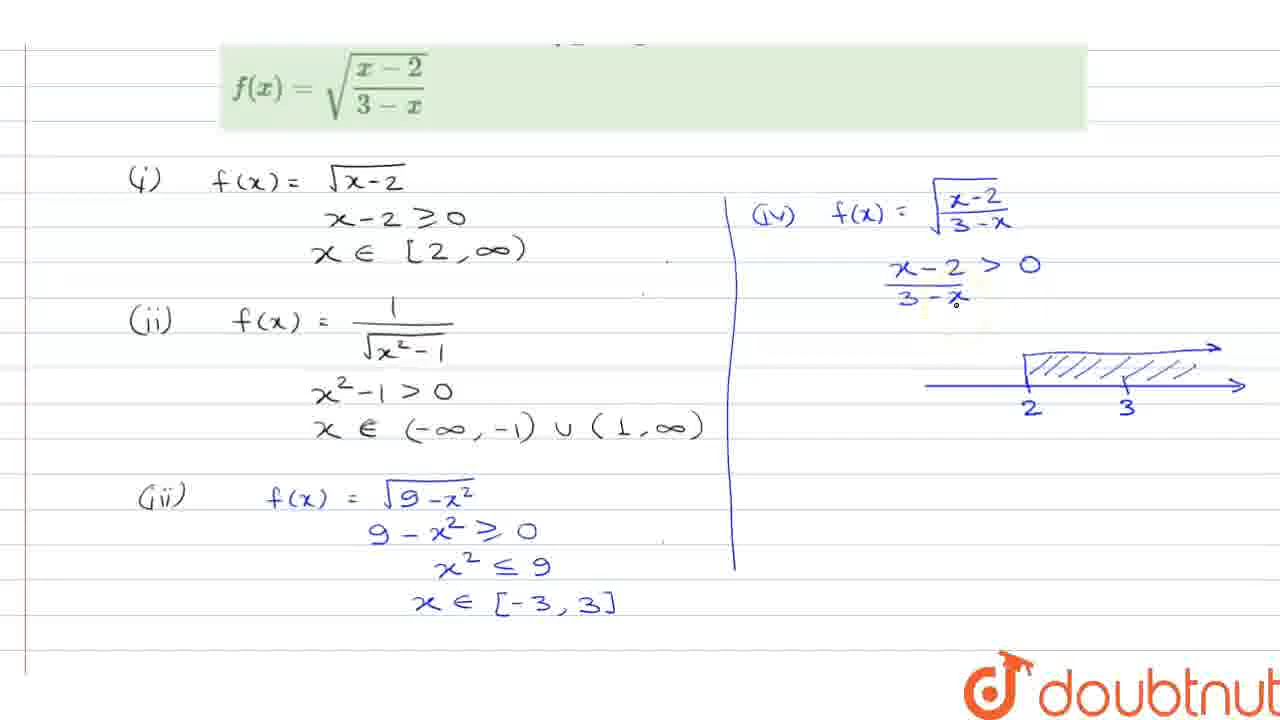 f(x) = √((x − 2)/(3 − x))
(i) f(x) = √(x−2)
x−2 ≥ 0
x ∈ [2, ∞)
(ii) f(x) = 1/√(x²−1)
x²−1 > 0
x ∈ (−∞, −1) ∪ (1, ∞)
(iii) f(x) = √(9−x²)
9 − x² ≥ 0
x² ≤ 9
x ∈ [−3, 3]
(iv) f(x) = √((x−2)/(3−x))
(x−2)/(3−x) > 0
2 3
doubtnut